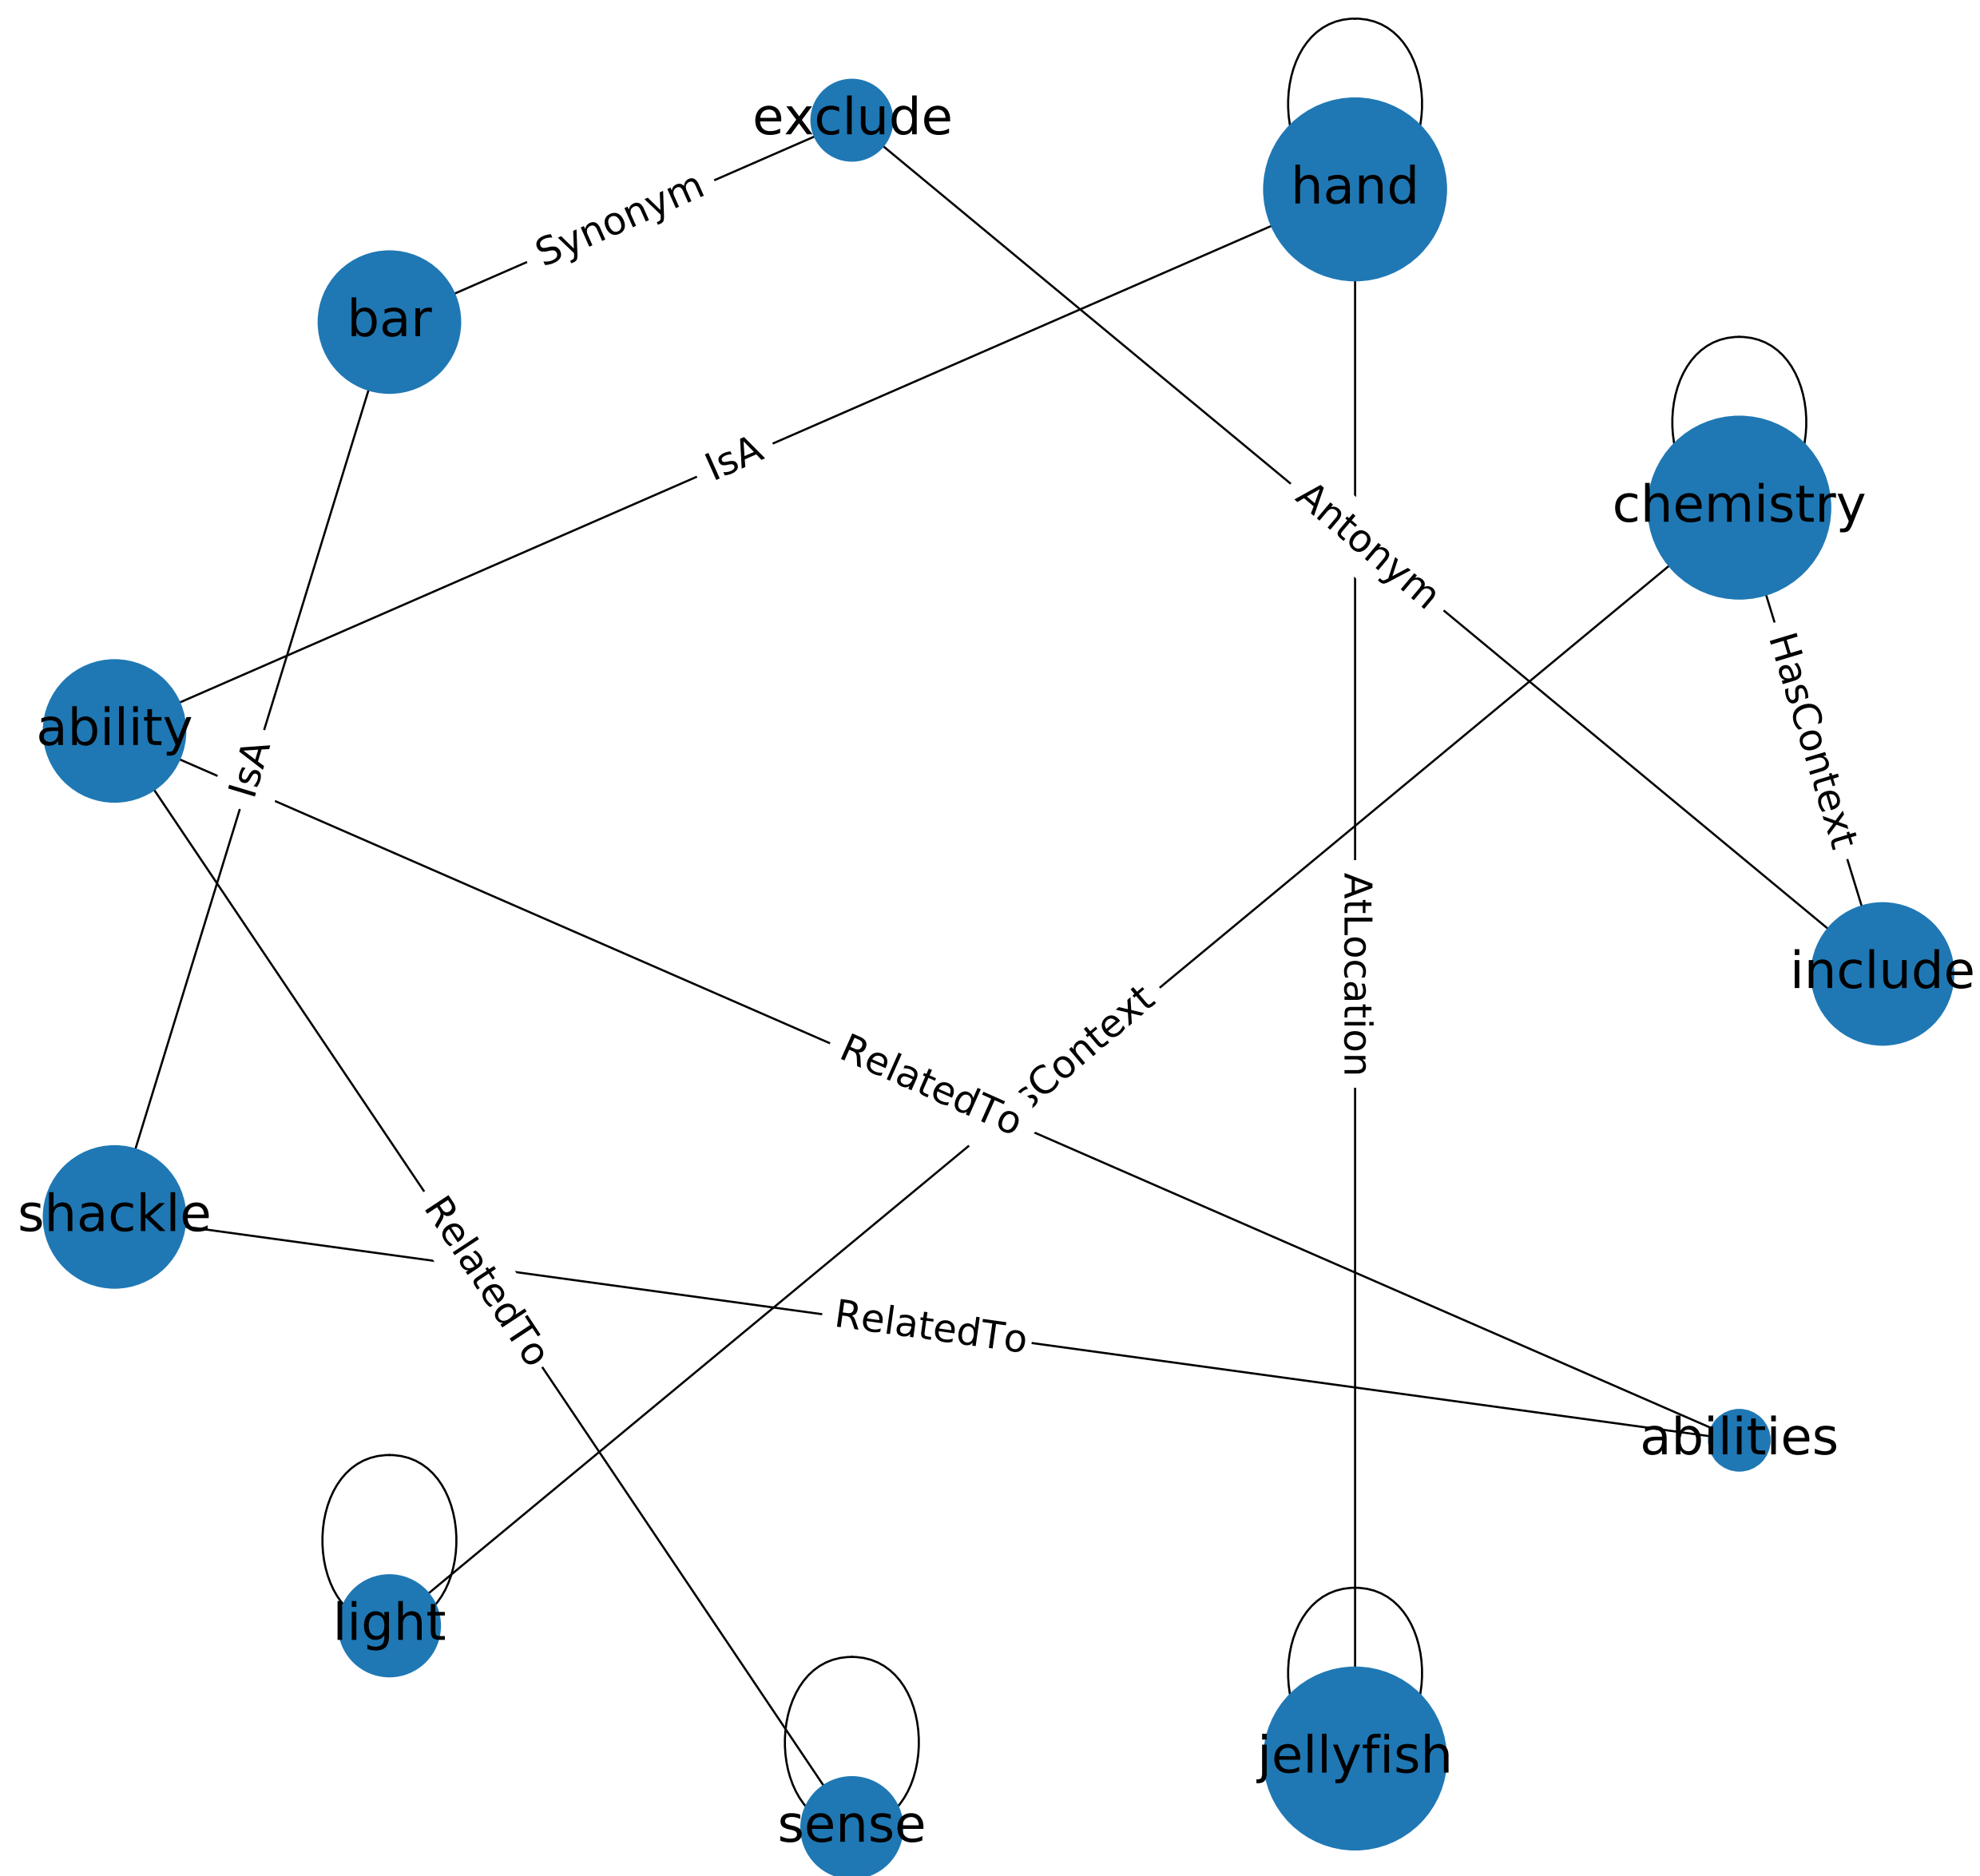 exclude
hand
Synonym
bar
IsA
chemistry
Antonym
HasContext
ability
IsA
include
AtLocation
sContext
RelatedTo
shackle
RelatedTo
RelatedTo
abilities
light
jellyfish
sense